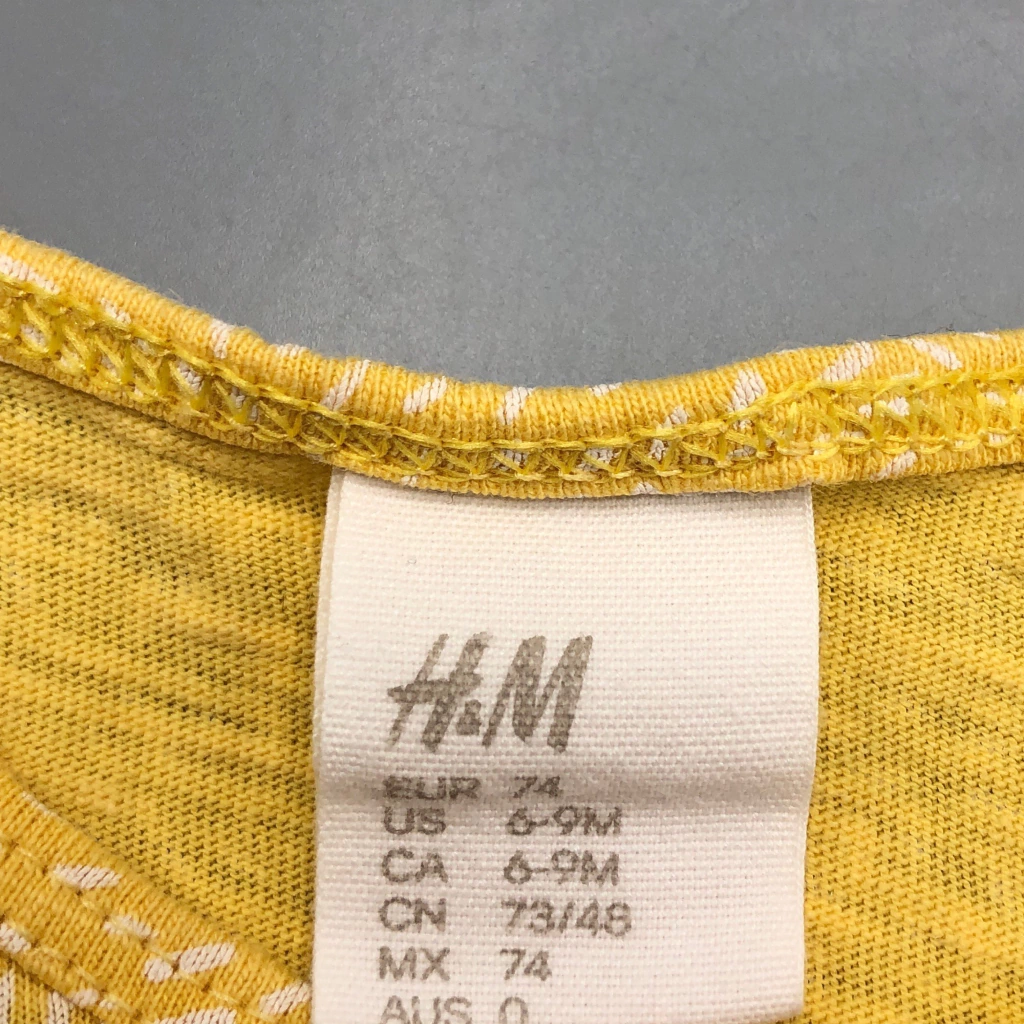 H&M
EUR 74
US 6-9M
CA 6-9M
CN 73/48
MX 74
AUS 0